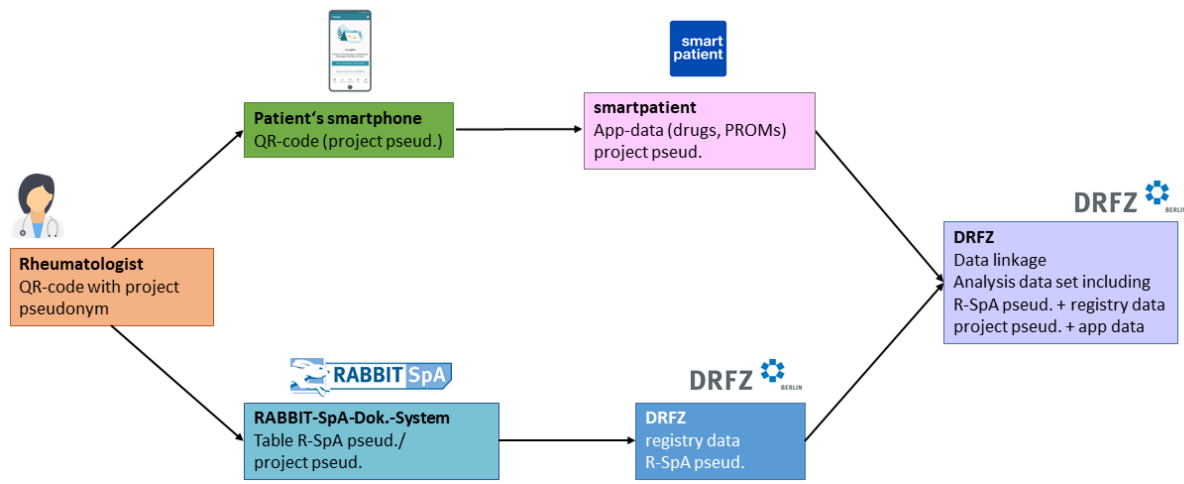 smart
patient
Patient‘s smartphone
QR-code (project pseud.)
smartpatient
App-data (drugs, PROMs)
project pseud.
Rheumatologist
QR-code with project
pseudonym
DRFZ
BERLIN
DRFZ
Data linkage
Analysis data set including
R-SpA pseud. + registry data
project pseud. + app data
RABBIT SpA
RABBIT-SpA-Dok.-System
Table R-SpA pseud./
project pseud.
DRFZ
BERLIN
DRFZ
registry data
R-SpA pseud.